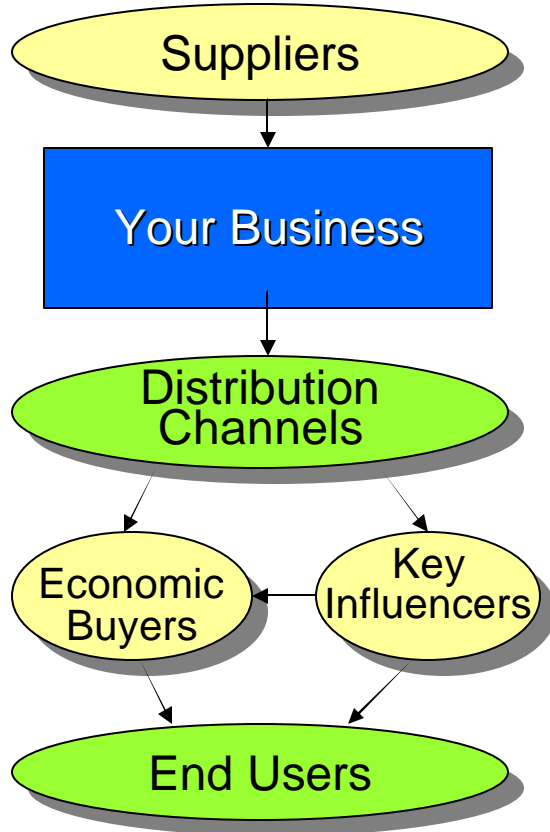 Suppliers
Your Business
Distribution
Channels
Economic
Buyers
Key
Influencers
End Users